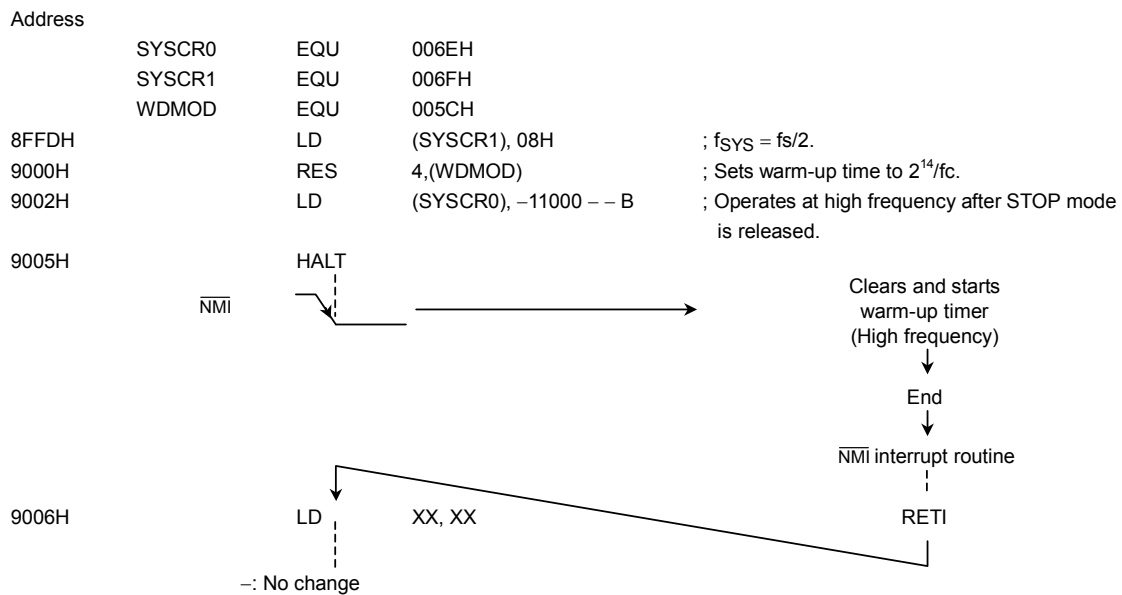 Address
SYSCR0 EQU 006EH
SYSCR1 EQU 006FH
WDMOD EQU 005CH
8FFDH LD (SYSCR1), 08H ; fSYS = fs/2.
9000H RES 4,(WDMOD) ; Sets warm-up time to 2^14/fc.
9002H LD (SYSCR0), −11000 − − B ; Operates at high frequency after STOP mode
is released.
9005H HALT
NMI
Clears and starts
warm-up timer
(High frequency)
End
NMI interrupt routine
9006H LD XX, XX RETI
−: No change